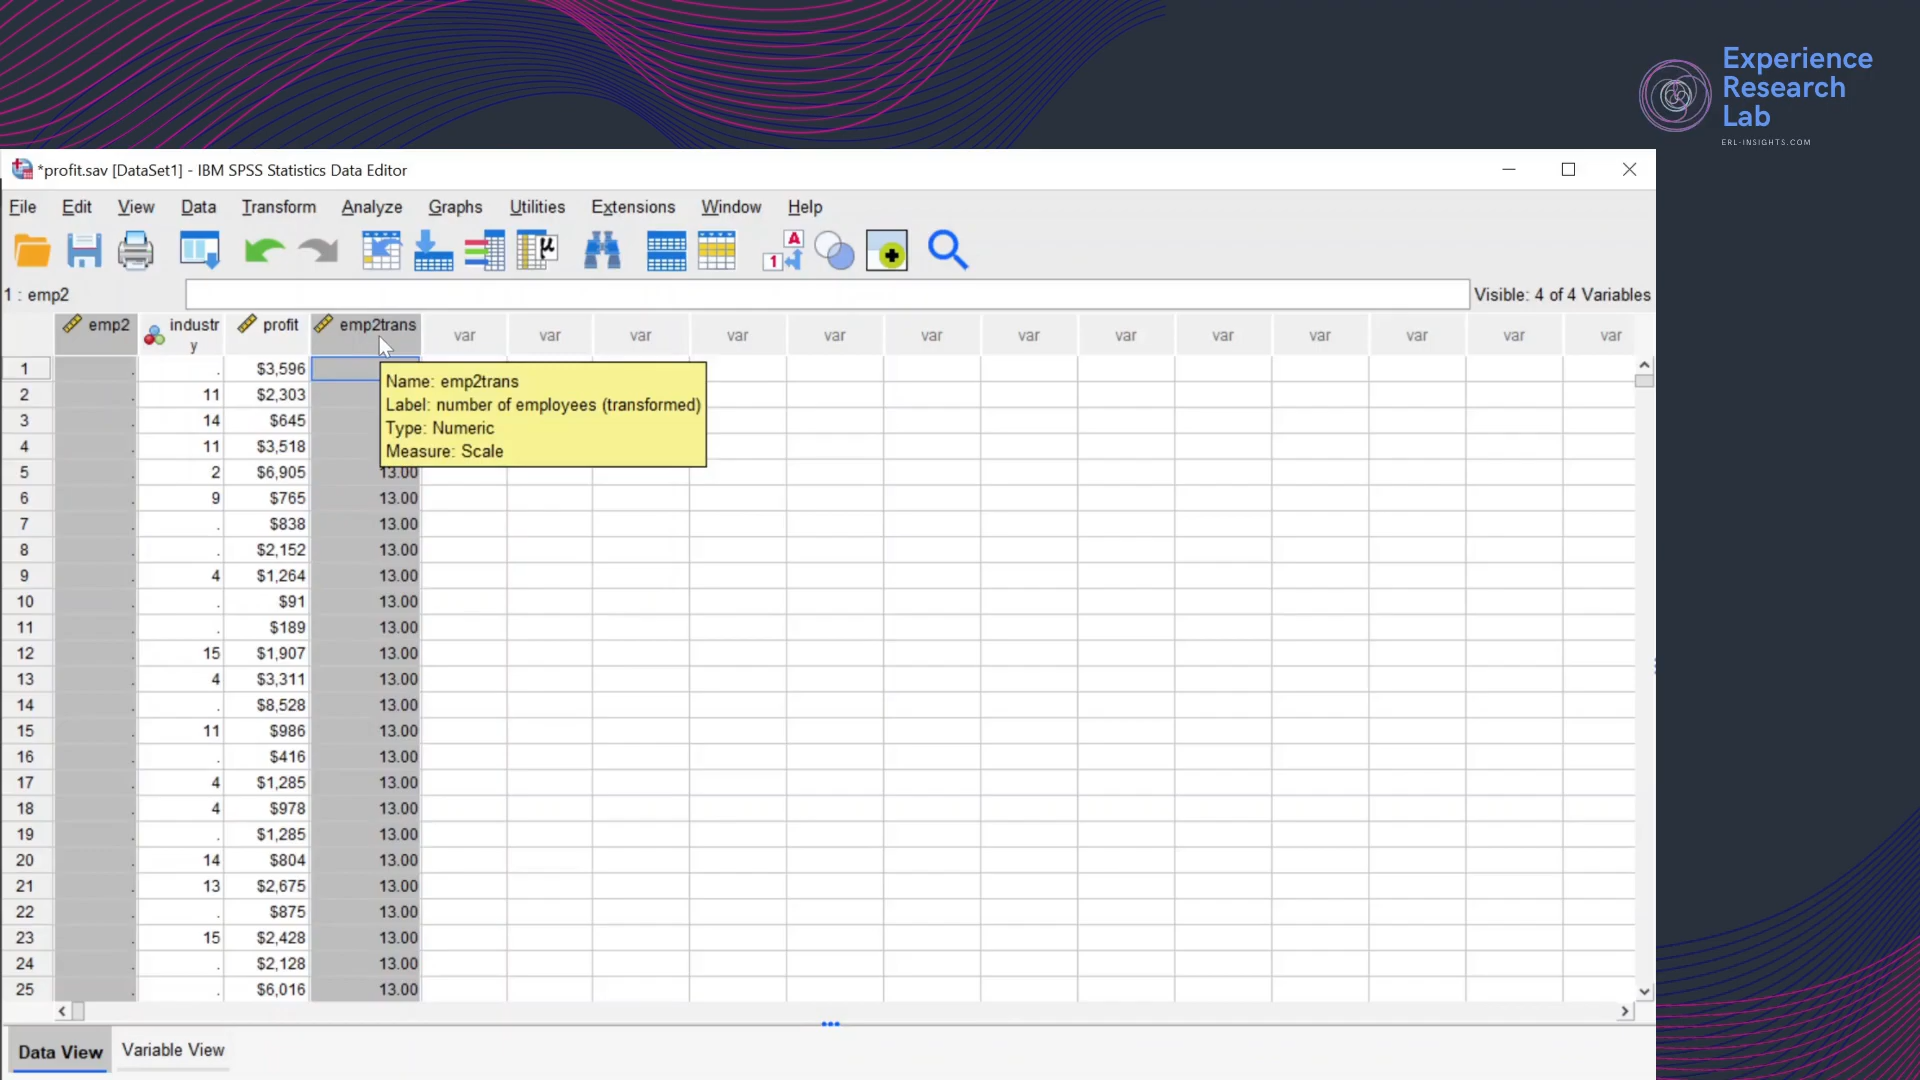 Experience
Research
Lab
ERL-INSIGHTS.COM
*profit.sav [DataSet1] - IBM SPSS Statistics Data Editor
File Edit View Data Transform Analyze Graphs Utilities Extensions Window Help
A
1
μ
1 : emp2
Visible: 4 of 4 Variables
emp2 industr profit emp2trans var var var var var var var var var var var var var
y
1 . . $3,596
2 . 11 $2,303
3 . 14 $645
4 . 11 $3,518
Name: emp2trans
Label: number of employees (transformed)
Type: Numeric
Measure: Scale
5 . 2 $6,905 13.00
6 . 9 $765 13.00
7 . . $838 13.00
8 . . $2,152 13.00
9 . 4 $1,264 13.00
10 . . $91 13.00
11 . . $189 13.00
12 . 15 $1,907 13.00
13 . 4 $3,311 13.00
14 . . $8,528 13.00
15 . 11 $986 13.00
16 . . $416 13.00
17 . 4 $1,285 13.00
18 . 4 $978 13.00
19 . . $1,285 13.00
20 . 14 $804 13.00
21 . 13 $2,675 13.00
22 . . $875 13.00
23 . 15 $2,428 13.00
24 . . $2,128 13.00
25 . . $6,016 13.00
Data View Variable View